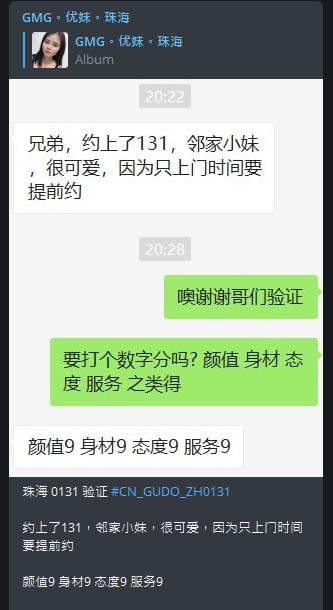 GMG • 优妹 • 珠海
GMG • 优妹 • 珠海
Album
20:22
兄弟，约上了131，邻家小妹
，很可爱，因为只上门时间要
提前约
20:28
噢谢谢哥们验证
要打个数字分吗? 颜值 身材 态
度 服务 之类得
颜值9 身材9 态度9 服务9
珠海 0131 验证 #CN_GUDO_ZH0131
约上了131，邻家小妹，很可爱，因为只上门时间
要提前约
颜值9 身材9 态度9 服务9